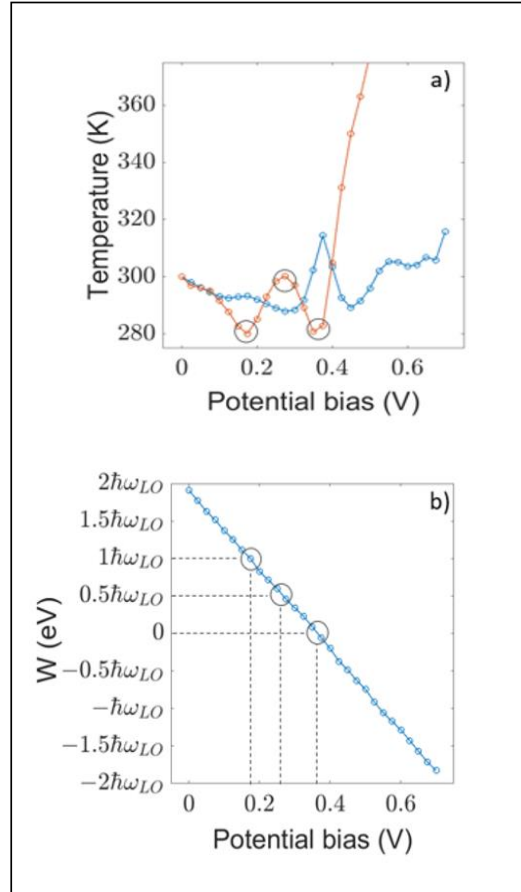 a)
360
340
320
300
280
Temperature (K)
0 0.2 0.4 0.6
Potential bias (V)
b)
2ℏω_LO
1.5ℏω_LO
1ℏω_LO
0.5ℏω_LO
0
−0.5ℏω_LO
−ℏω_LO
−1.5ℏω_LO
−2ℏω_LO
W (eV)
0 0.2 0.4 0.6
Potential bias (V)